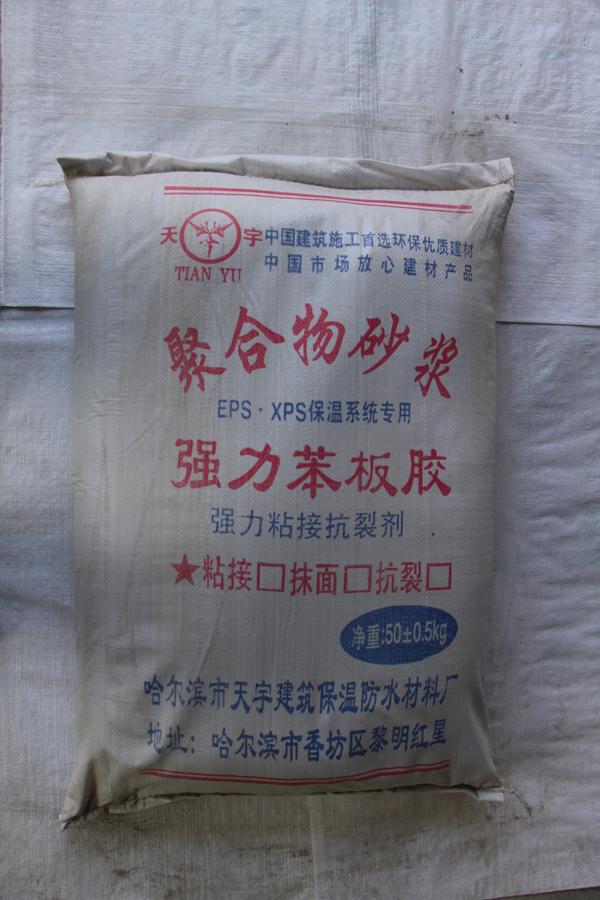 天宇
TIAN YU
中国建筑施工首选环保优质建材
中国市场放心建材产品
聚合物砂浆
EPS·XPS保温系统专用
强力苯板胶
强力粘接抗裂剂
★粘接□抹面□抗裂□
净重:50±0.5kg
哈尔滨市天宇建筑保温防水材料厂
地址：哈尔滨市香坊区黎明红星